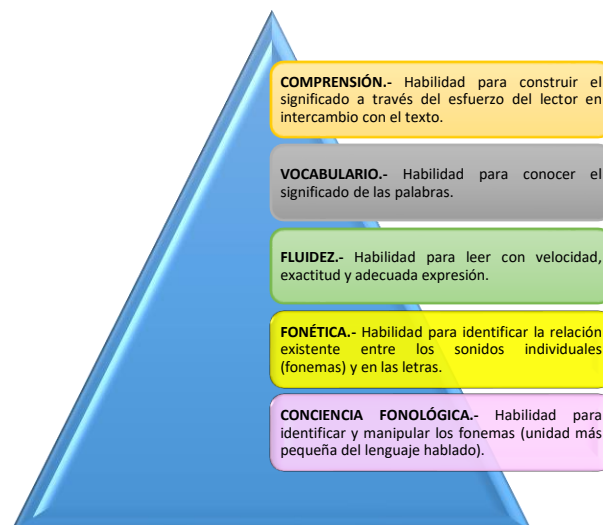 COMPRENSIÓN.- Habilidad para construir el
significado a través del esfuerzo del lector en
intercambio con el texto.
VOCABULARIO.- Habilidad para conocer el
significado de las palabras.
FLUIDEZ.- Habilidad para leer con velocidad,
exactitud y adecuada expresión.
FONÉTICA.- Habilidad para identificar la relación
existente entre los sonidos individuales
(fonemas) y en las letras.
CONCIENCIA FONOLÓGICA.- Habilidad para
identificar y manipular los fonemas (unidad más
pequeña del lenguaje hablado).